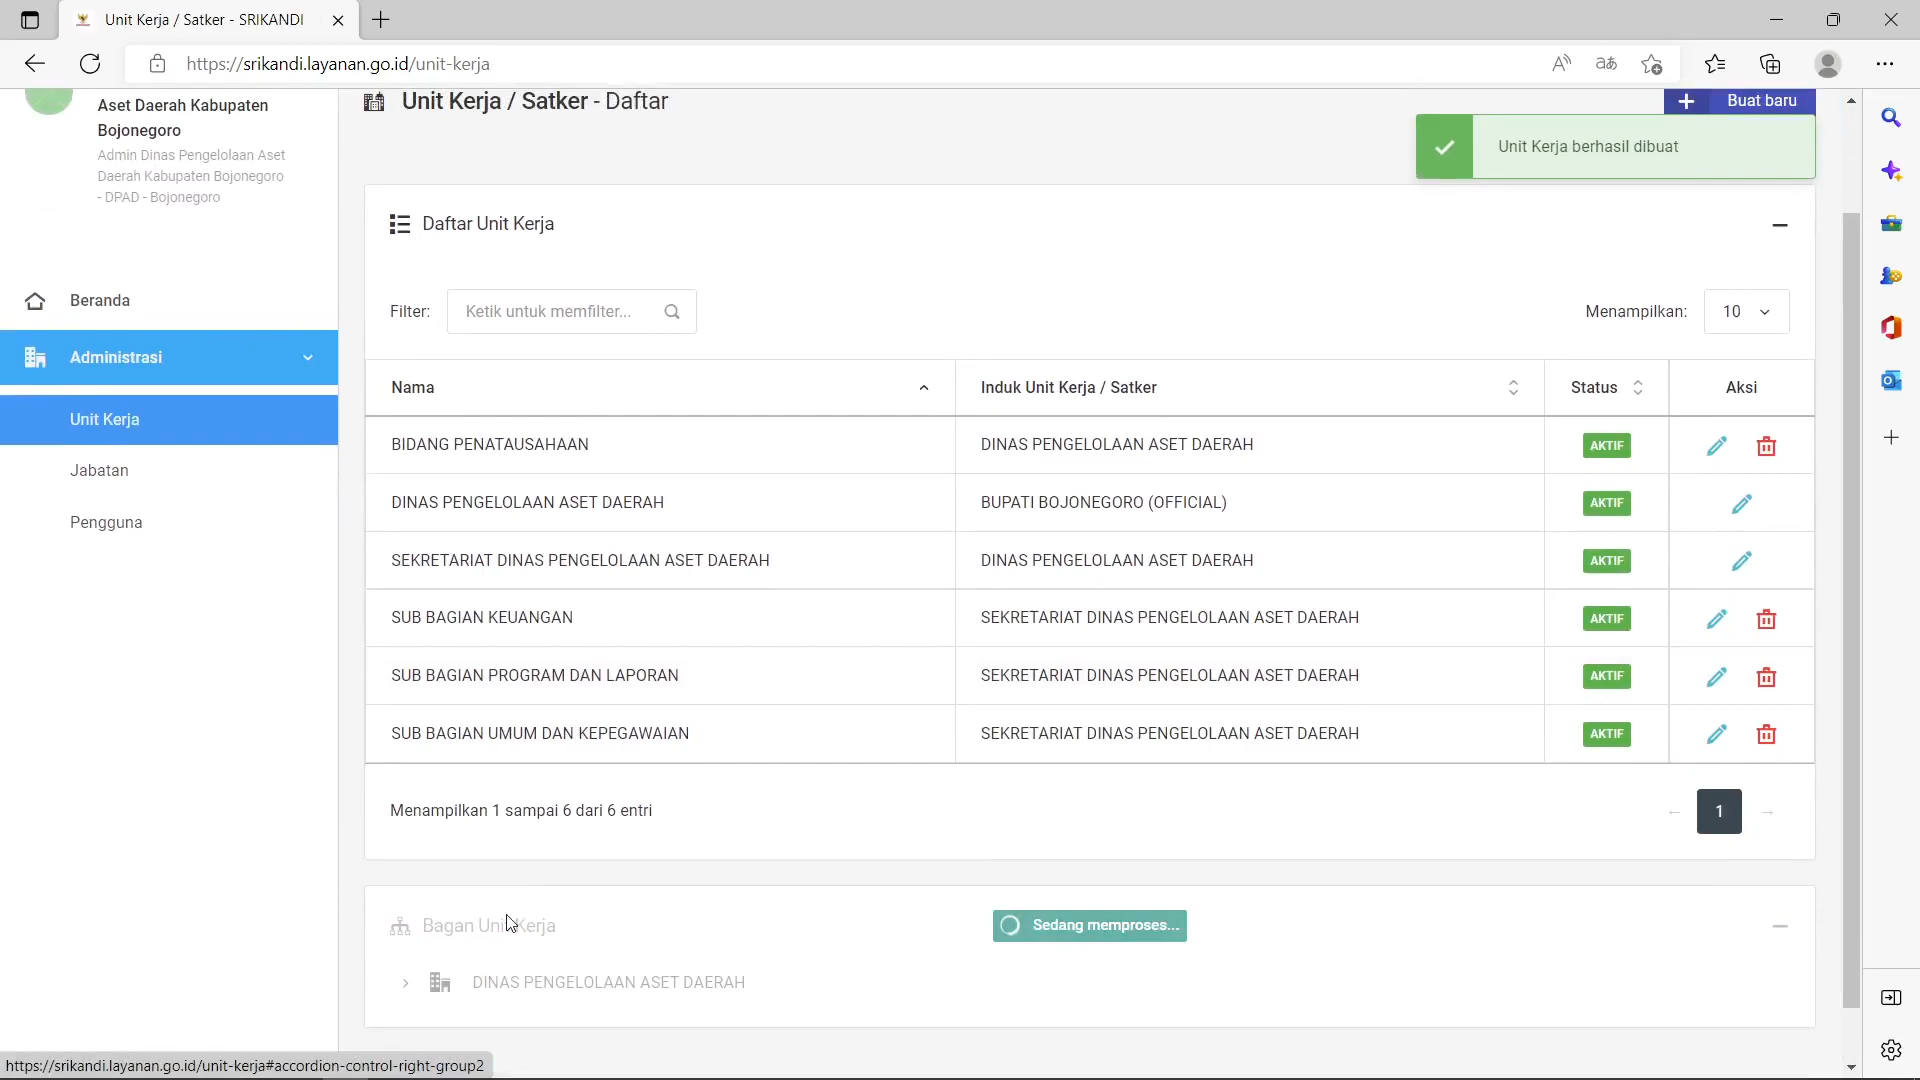 Unit Kerja / Satker - SRIKANDI
https://srikandi.layanan.go.id/unit-kerja
Aset Daerah Kabupaten
Bojonegoro
Admin Dinas Pengelolaan Aset
Daerah Kabupaten Bojonegoro
- DPAD - Bojonegoro
Beranda
Administrasi
Unit Kerja
Jabatan
Pengguna
Unit Kerja / Satker - Daftar
Buat baru
Unit Kerja berhasil dibuat
Daftar Unit Kerja
Filter: Ketik untuk memfilter... Menampilkan: 10
Nama Induk Unit Kerja / Satker Status Aksi
BIDANG PENATAUSAHAAN DINAS PENGELOLAAN ASET DAERAH AKTIF
DINAS PENGELOLAAN ASET DAERAH BUPATI BOJONEGORO (OFFICIAL) AKTIF
SEKRETARIAT DINAS PENGELOLAAN ASET DAERAH DINAS PENGELOLAAN ASET DAERAH AKTIF
SUB BAGIAN KEUANGAN SEKRETARIAT DINAS PENGELOLAAN ASET DAERAH AKTIF
SUB BAGIAN PROGRAM DAN LAPORAN SEKRETARIAT DINAS PENGELOLAAN ASET DAERAH AKTIF
SUB BAGIAN UMUM DAN KEPEGAWAIAN SEKRETARIAT DINAS PENGELOLAAN ASET DAERAH AKTIF
Menampilkan 1 sampai 6 dari 6 entri ← 1 →
Bagan Unit Kerja Sedang memproses...
DINAS PENGELOLAAN ASET DAERAH
https://srikandi.layanan.go.id/unit-kerja#accordion-control-right-group2